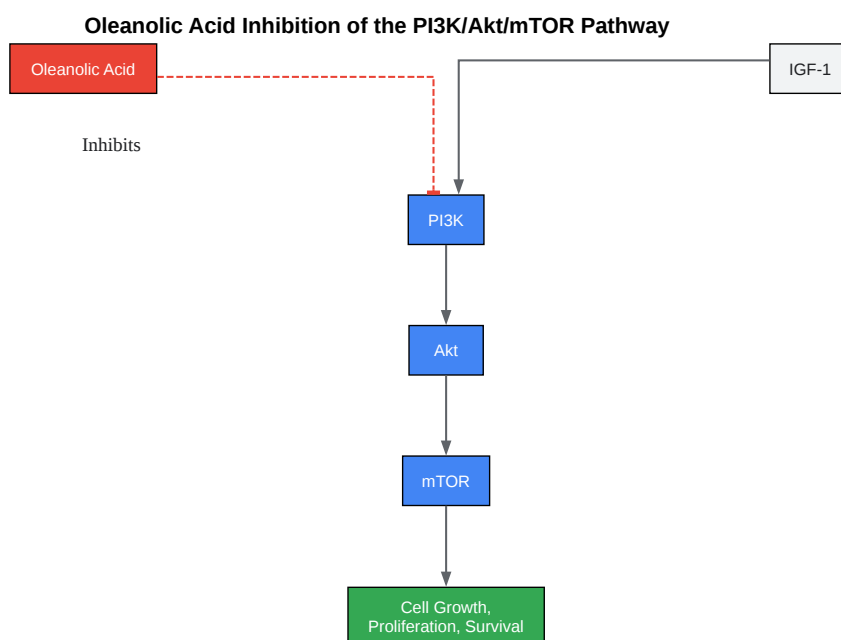 Oleanolic Acid Inhibition of the PI3K/Akt/mTOR Pathway
Oleanolic Acid
IGF-1
Inhibits
PI3K
Akt
mTOR
Cell Growth,
Proliferation, Survival